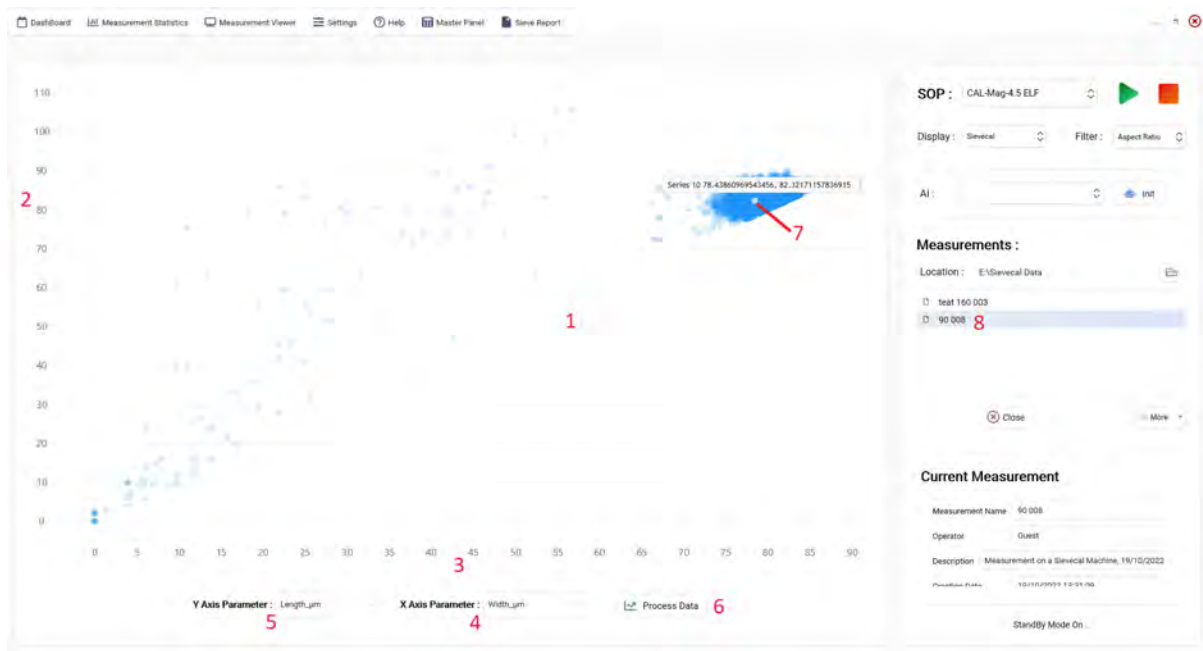 DashBoard Measurement Statistics Measurement Viewer Settings Help Master Panel Sieve Report
110
100
90
80
70
60
50
40
30
20
10
0
2
Series 10 78.43860969543456, 82.32171157836915
7
1
0 5 10 15 20 25 30 35 40 45 50 55 60 65 70 75 80 85 90
3
Y Axis Parameter : Length_µm X Axis Parameter : Width_µm Process Data 6
5 4
SOP : CAL-Mag-4.5 ELF
Display : Sievecal Filter : Aspect Ratio
AI : Init
Measurements :
Location : E:\Sievecal Data
teat 160 003
90 008 8
Close More
Current Measurement
Measurement Name 90 008
Operator Guest
Description Measurement on a Sievecal Machine, 19/10/2022
StandBy Mode On ..